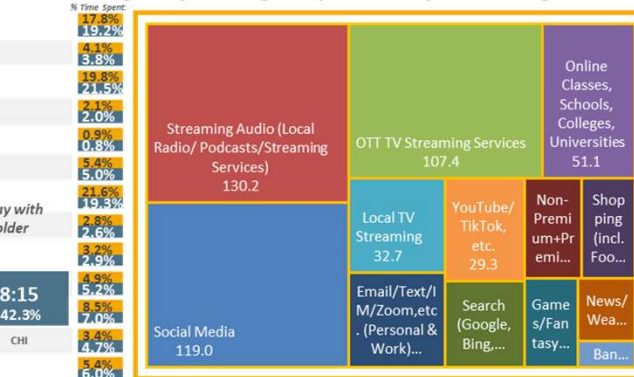 % Time Spent:
17.8%
19.2%
4.1%
3.8%
19.8%
21.5%
2.1%
2.0%
0.9%
0.8%
5.4%
5.0%
21.6%
19.3%
ay with
older
2.8%
2.6%
3.2%
2.9%
8:15
42.3%
4.9%
5.2%
8.5%
7.0%
CHI
3.4%
4.7%
5.4%
6.0%
Streaming Audio (Local
Radio/ Podcasts/Streaming
Services)
130.2
Social Media
119.0
OTT TV Streaming Services
107.4
Online
Classes,
Schools,
Colleges,
Universities
51.1
Local TV
Streaming
32.7
YouTube/
TikTok,
etc.
29.3
Non-
Premi
um+Pr
emi...
Shop
ping
(incl.
Foo...
Email/Text/I
M/Zoom,etc
. (Personal &
Work)...
Search
(Google,
Bing,...
Game
s/Fan
tasy...
News/
Wea...
Ban...